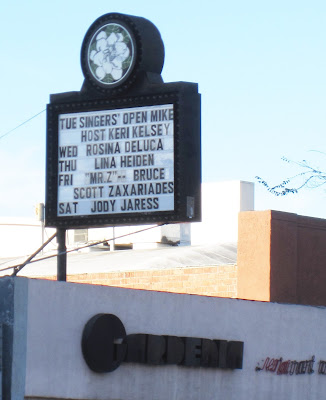 TUE SINGERS' OPEN MIKE
HOST KERI KELSEY
WED ROSINA DELUCA
THU LINA HEIDEN
FRI "MR.Z"-- BRUCE
SCOTT ZAXARIADES
SAT JODY JARESS
GARDENIA
restaurant